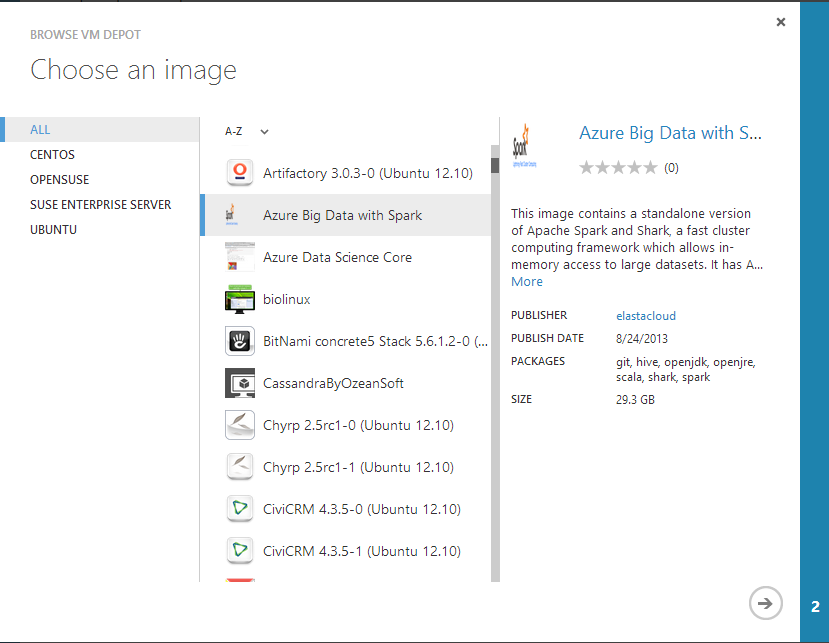 BROWSE VM DEPOT
Choose an image
ALL
CENTOS
OPENSUSE
SUSE ENTERPRISE SERVER
UBUNTU
A-Z
Artifactory 3.0.3-0 (Ubuntu 12.10)
Azure Big Data with Spark
Azure Data Science Core
biolinux
BitNami concrete5 Stack 5.6.1.2-0 (...
CassandraByOzeanSoft
Chyrp 2.5rc1-0 (Ubuntu 12.10)
Chyrp 2.5rc1-1 (Ubuntu 12.10)
CiviCRM 4.3.5-0 (Ubuntu 12.10)
CiviCRM 4.3.5-1 (Ubuntu 12.10)
Spark
Azure Big Data with S...
(0)
This image contains a standalone version
of Apache Spark and Shark, a fast cluster
computing framework which allows in-
memory access to large datasets. It has A...
More
PUBLISHER elastacloud
PUBLISH DATE 8/24/2013
PACKAGES git, hive, openjdk, openjre,
scala, shark, spark
SIZE 29.3 GB
2